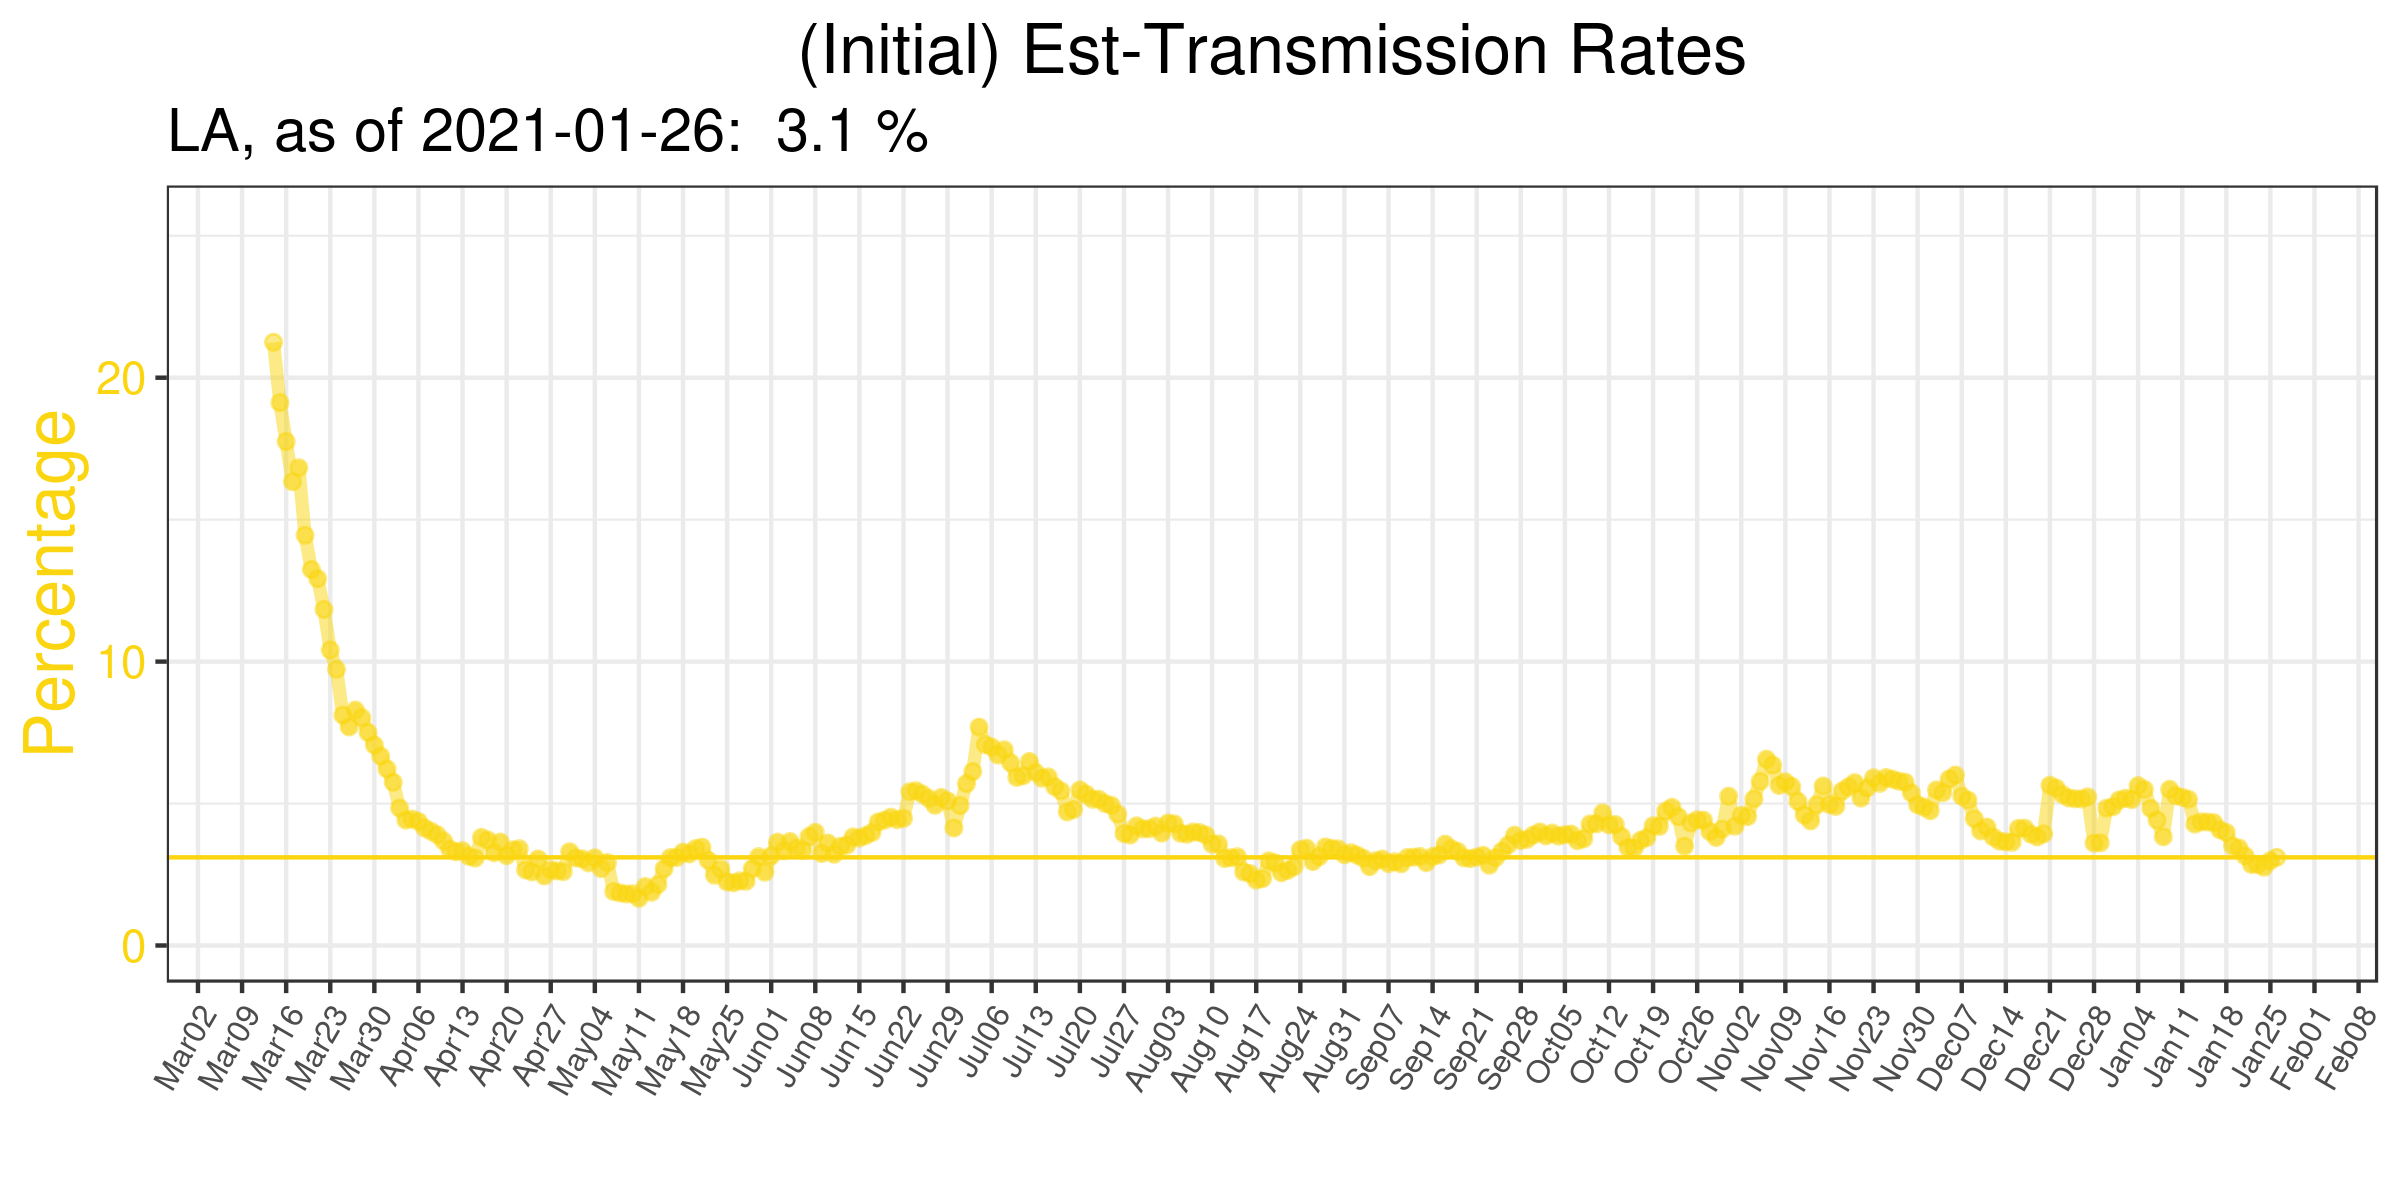 (Initial) Est-Transmission Rates
LA, as of 2021-01-26:  3.1 %
Percentage
20
10
0
Mar02
Mar09
Mar16
Mar23
Mar30
Apr06
Apr13
Apr20
Apr27
May04
May11
May18
May25
Jun01
Jun08
Jun15
Jun22
Jun29
Jul06
Jul13
Jul20
Jul27
Aug03
Aug10
Aug17
Aug24
Aug31
Sep07
Sep14
Sep21
Sep28
Oct05
Oct12
Oct19
Oct26
Nov02
Nov09
Nov16
Nov23
Nov30
Dec07
Dec14
Dec21
Dec28
Jan04
Jan11
Jan18
Jan25
Feb01
Feb08